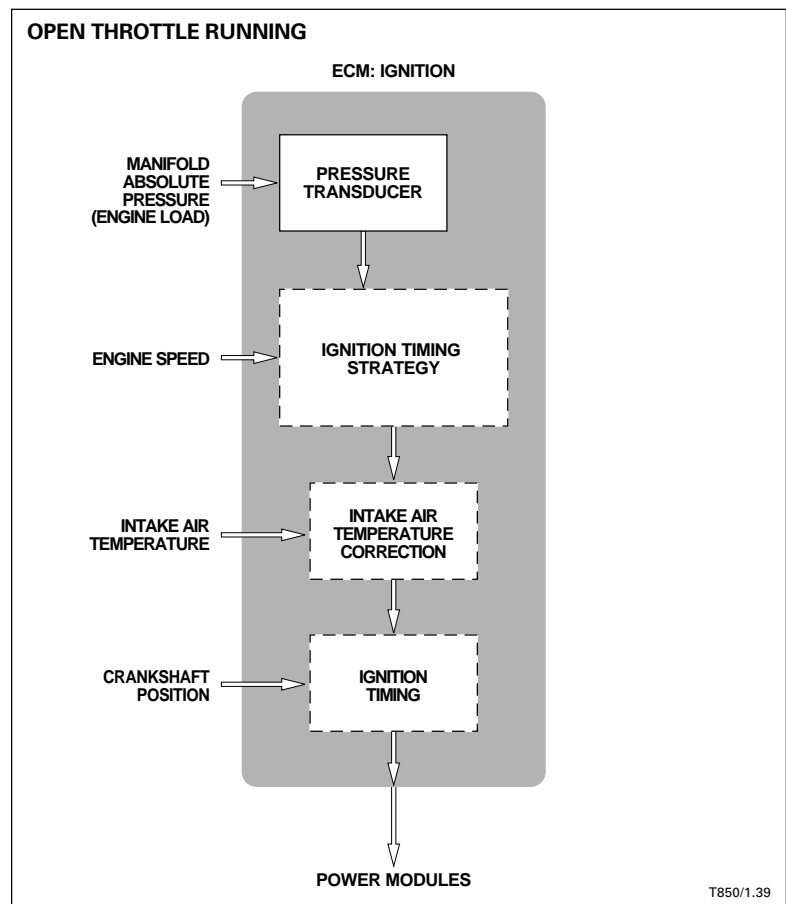 OPEN THROTTLE RUNNING
ECM: IGNITION
MANIFOLD
ABSOLUTE
PRESSURE
(ENGINE LOAD)
PRESSURE
TRANSDUCER
ENGINE SPEED
IGNITION TIMING
STRATEGY
INTAKE AIR
TEMPERATURE
INTAKE AIR
TEMPERATURE
CORRECTION
CRANKSHAFT
POSITION
IGNITION
TIMING
POWER MODULES
T850/1.39